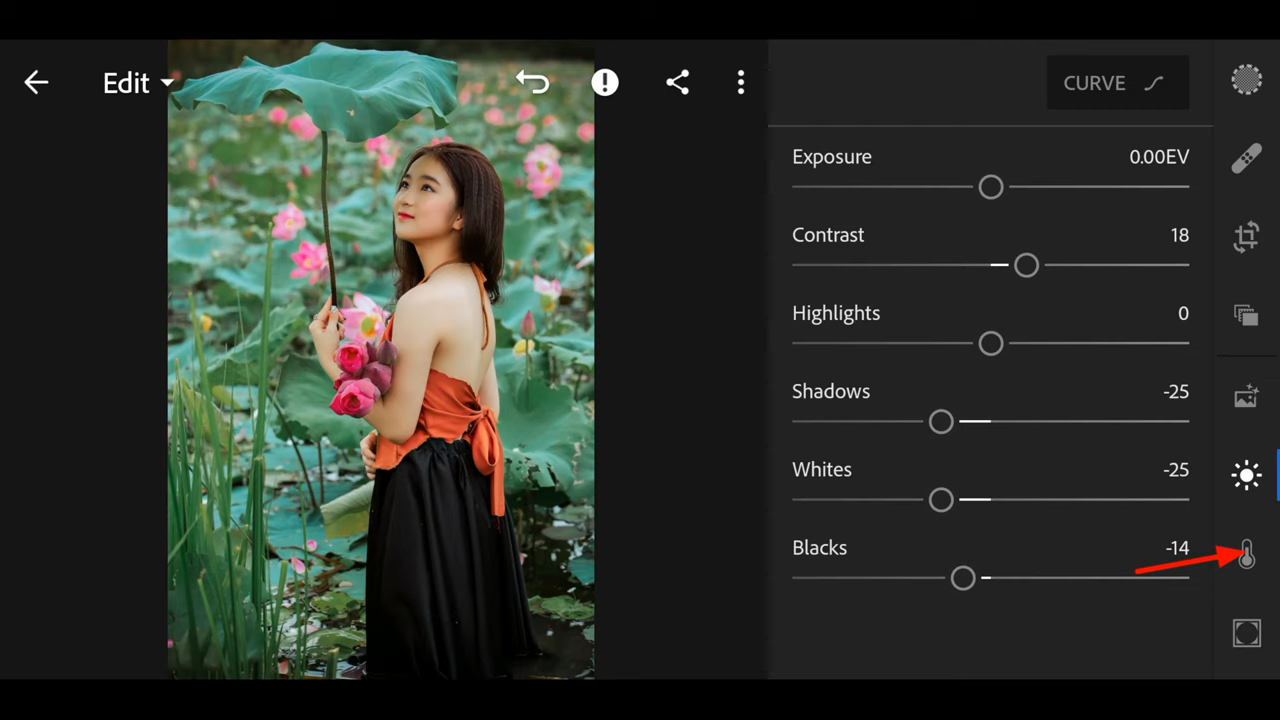 Edit
CURVE
Exposure 0.00EV
Contrast 18
Highlights 0
Shadows -25
Whites -25
Blacks -14